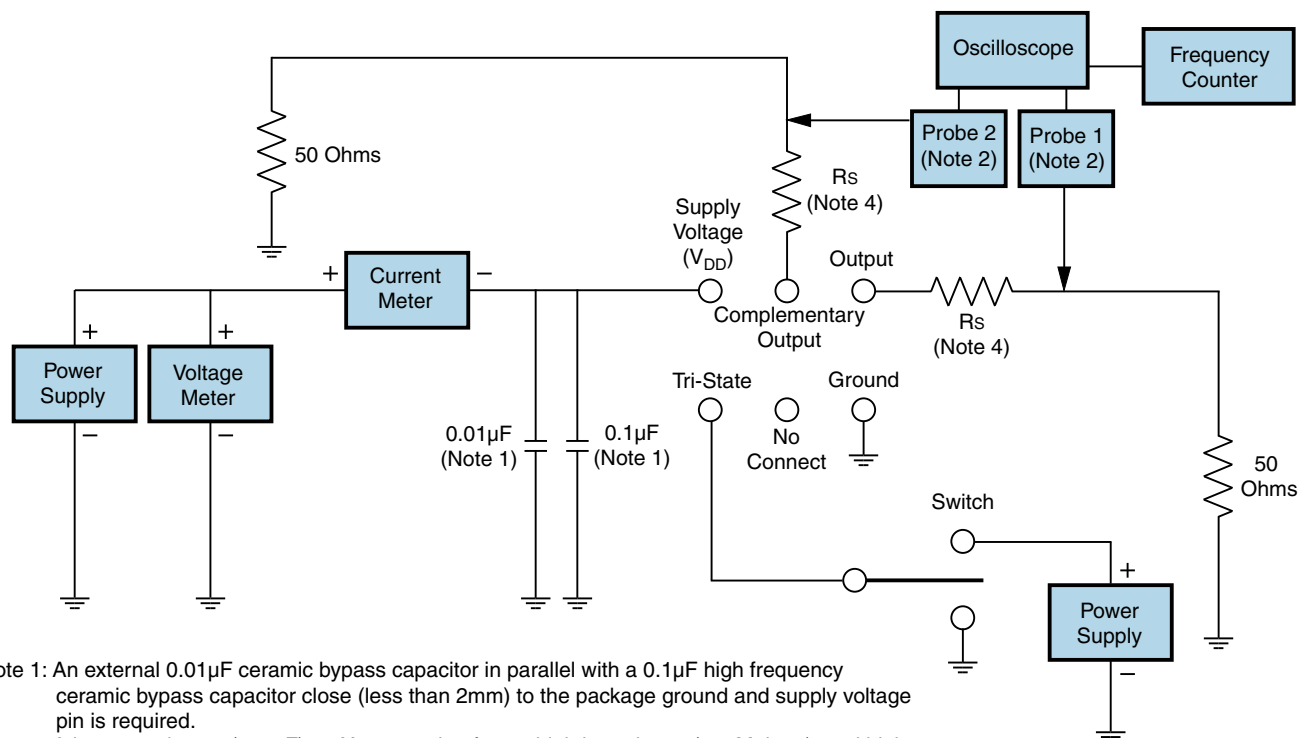 Oscilloscope
Frequency
Counter
Probe 2
(Note 2)
Probe 1
(Note 2)
50 Ohms
RS
(Note 4)
Supply
Voltage
(VDD)
Output
Complementary
Output
+
Current
Meter
−
RS
(Note 4)
+
Power
Supply
−
+
Voltage
Meter
−
Tri-State
Ground
No
Connect
0.01µF
(Note 1)
0.1µF
(Note 1)
50
Ohms
Switch
+
Power
Supply
−
ote 1: An external 0.01µF ceramic bypass capacitor in parallel with a 0.1µF high frequency
ceramic bypass capacitor close (less than 2mm) to the package ground and supply voltage
pin is required.